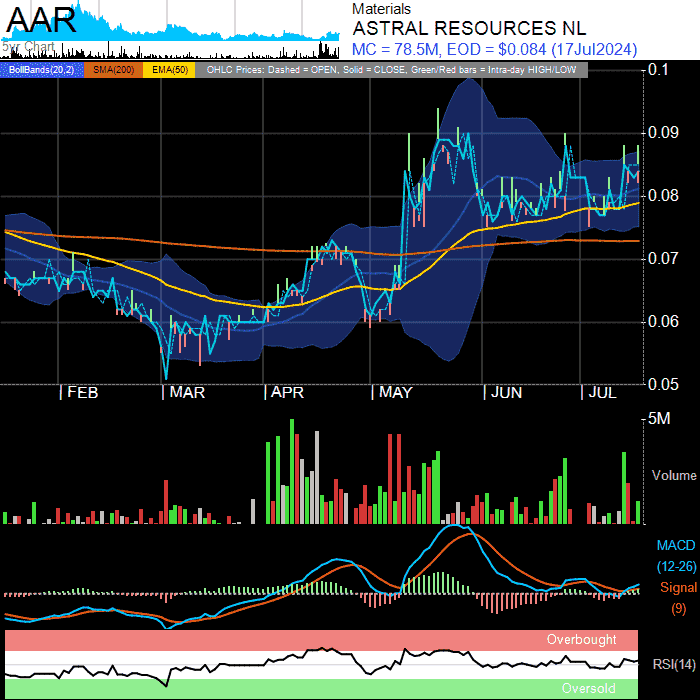 AAR
5yr Chart
Materials
ASTRAL RESOURCES NL
MC = 78.5M, EOD = $0.084 (17Jul2024)
BollBands(20,2) SMA(200) EMA(50) OHLC Prices: Dashed = OPEN, Solid = CLOSE, Green/Red bars = Intra-day HIGH/LOW
0.1
0.09
0.08
0.07
0.06
0.05
FEB MAR APR MAY JUN JUL
5M
Volume
MACD
(12-26)
Signal
(9)
Overbought
RSI(14)
Oversold